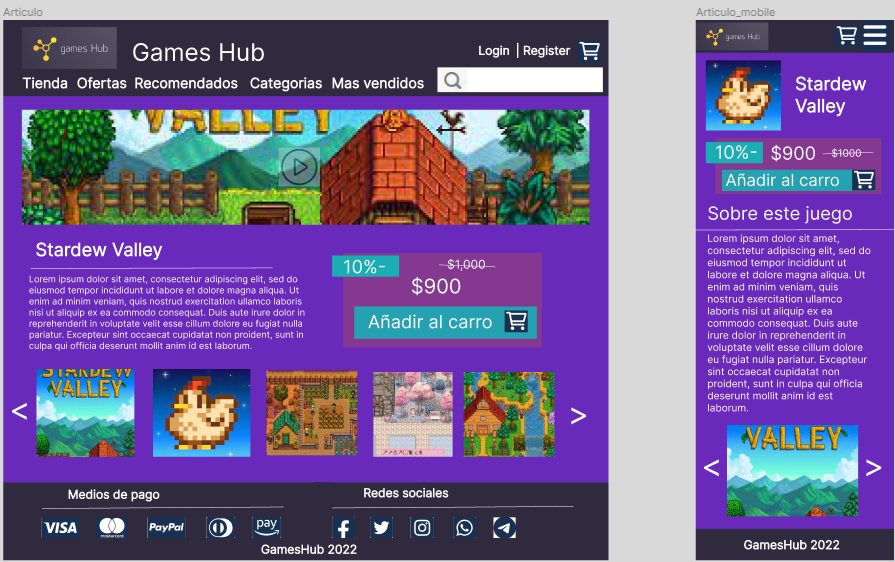 Articulo
games Hub
Games Hub
Login | Register
Tienda Ofertas Recomendados Categorias Mas vendidos
VALLEY
Stardew Valley
Lorem ipsum dolor sit amet, consectetur adipiscing elit, sed do
eiusmod tempor incididunt ut labore et dolore magna aliqua. Ut
enim ad minim veniam, quis nostrud exercitation ullamco laboris
nisi ut aliquip ex ea commodo consequat. Duis aute irure dolor in
reprehenderit in voluptate velit esse cillum dolore eu fugiat nulla
pariatur. Excepteur sint occaecat cupidatat non proident, sunt in
culpa qui officia deserunt mollit anim id est laborum.
10%-
$1,000
$900
Añadir al carro
<
STARDEW
VALLEY
>
Medios de pago
Redes sociales
VISA
mastercard
PayPal
pay
GamesHub 2022
Articulo_mobile
games Hub
Stardew
Valley
10%- $900 $1000
Añadir al carro
Sobre este juego
Lorem ipsum dolor sit amet,
consectetur adipiscing elit, sed
do eiusmod tempor incididunt ut
labore et dolore magna aliqua. Ut
enim ad minim veniam, quis
nostrud exercitation ullamco
laboris nisi ut aliquip ex ea
commodo consequat. Duis aute
irure dolor in reprehenderit in
voluptate velit esse cillum dolore
eu fugiat nulla pariatur. Excepteur
sint occaecat cupidatat non
proident, sunt in culpa qui officia
deserunt mollit anim id est
laborum.
<
VALLEY
>
GamesHub 2022